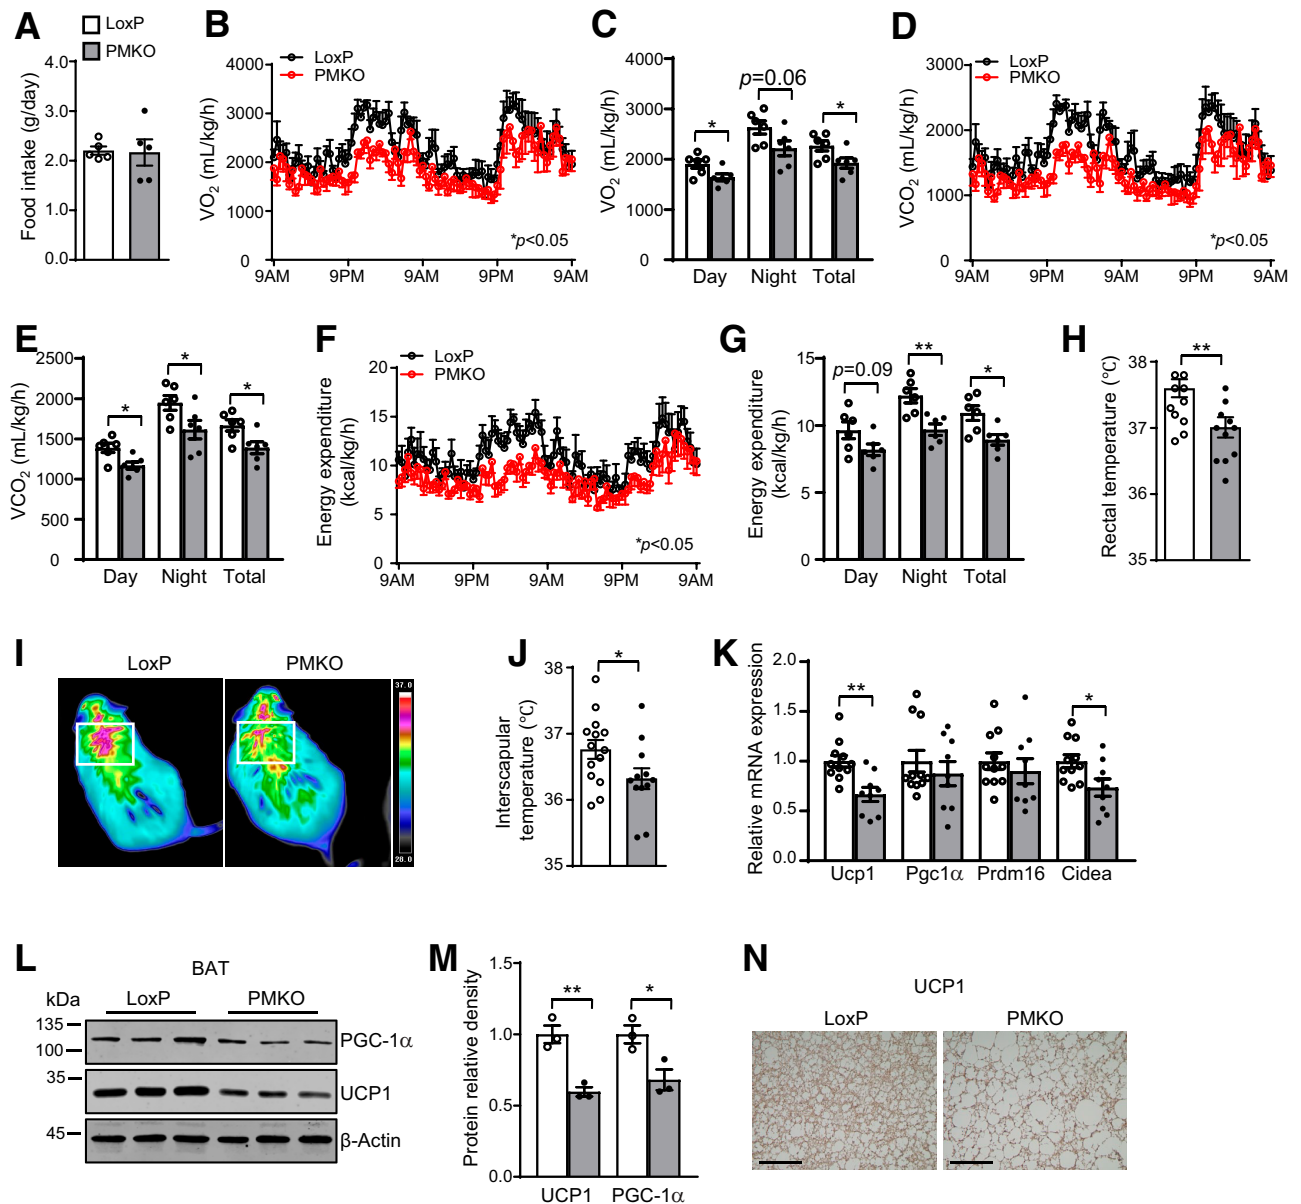 A
LoxP
PMKO
Food intake (g/day)
4.0
3.0
2.0
1.0
0.0
B
LoxP
PMKO
VO2 (mL/kg/h)
4000
3000
2000
1000
0
9AM 9PM 9AM 9PM 9AM
*p<0.05
C
VO2 (mL/kg/h)
4000
3000
2000
1000
0
* p=0.06 *
Day Night Total
D
LoxP
PMKO
VCO2 (mL/kg/h)
3000
2000
1000
0
9AM 9PM 9AM 9PM 9AM
*p<0.05
E
VCO2 (mL/kg/h)
2500
2000
1500
1000
500
0
* * *
Day Night Total
F
LoxP
PMKO
Energy expenditure
(kcal/kg/h)
20
15
10
5
0
9AM 9PM 9AM 9PM 9AM
*p<0.05
G
Energy expenditure
(kcal/kg/h)
15
10
5
0
p=0.09 ** *
Day Night Total
H
Rectal temperature (°C)
38
37
36
35
**
I
LoxP PMKO
37.0
28.0
J
Interscapular
temperature (°C)
38
37
36
35
*
K
Relative mRNA expression
2.0
1.5
1.0
0.5
0.0
** *
Ucp1 Pgc1α Prdm16 Cidea
L
BAT
kDa LoxP PMKO
135
100
PGC-1α
35
UCP1
45
β-Actin
M
Protein relative density
1.5
1.0
0.5
0.0
** *
UCP1 PGC-1α
N
UCP1
LoxP PMKO